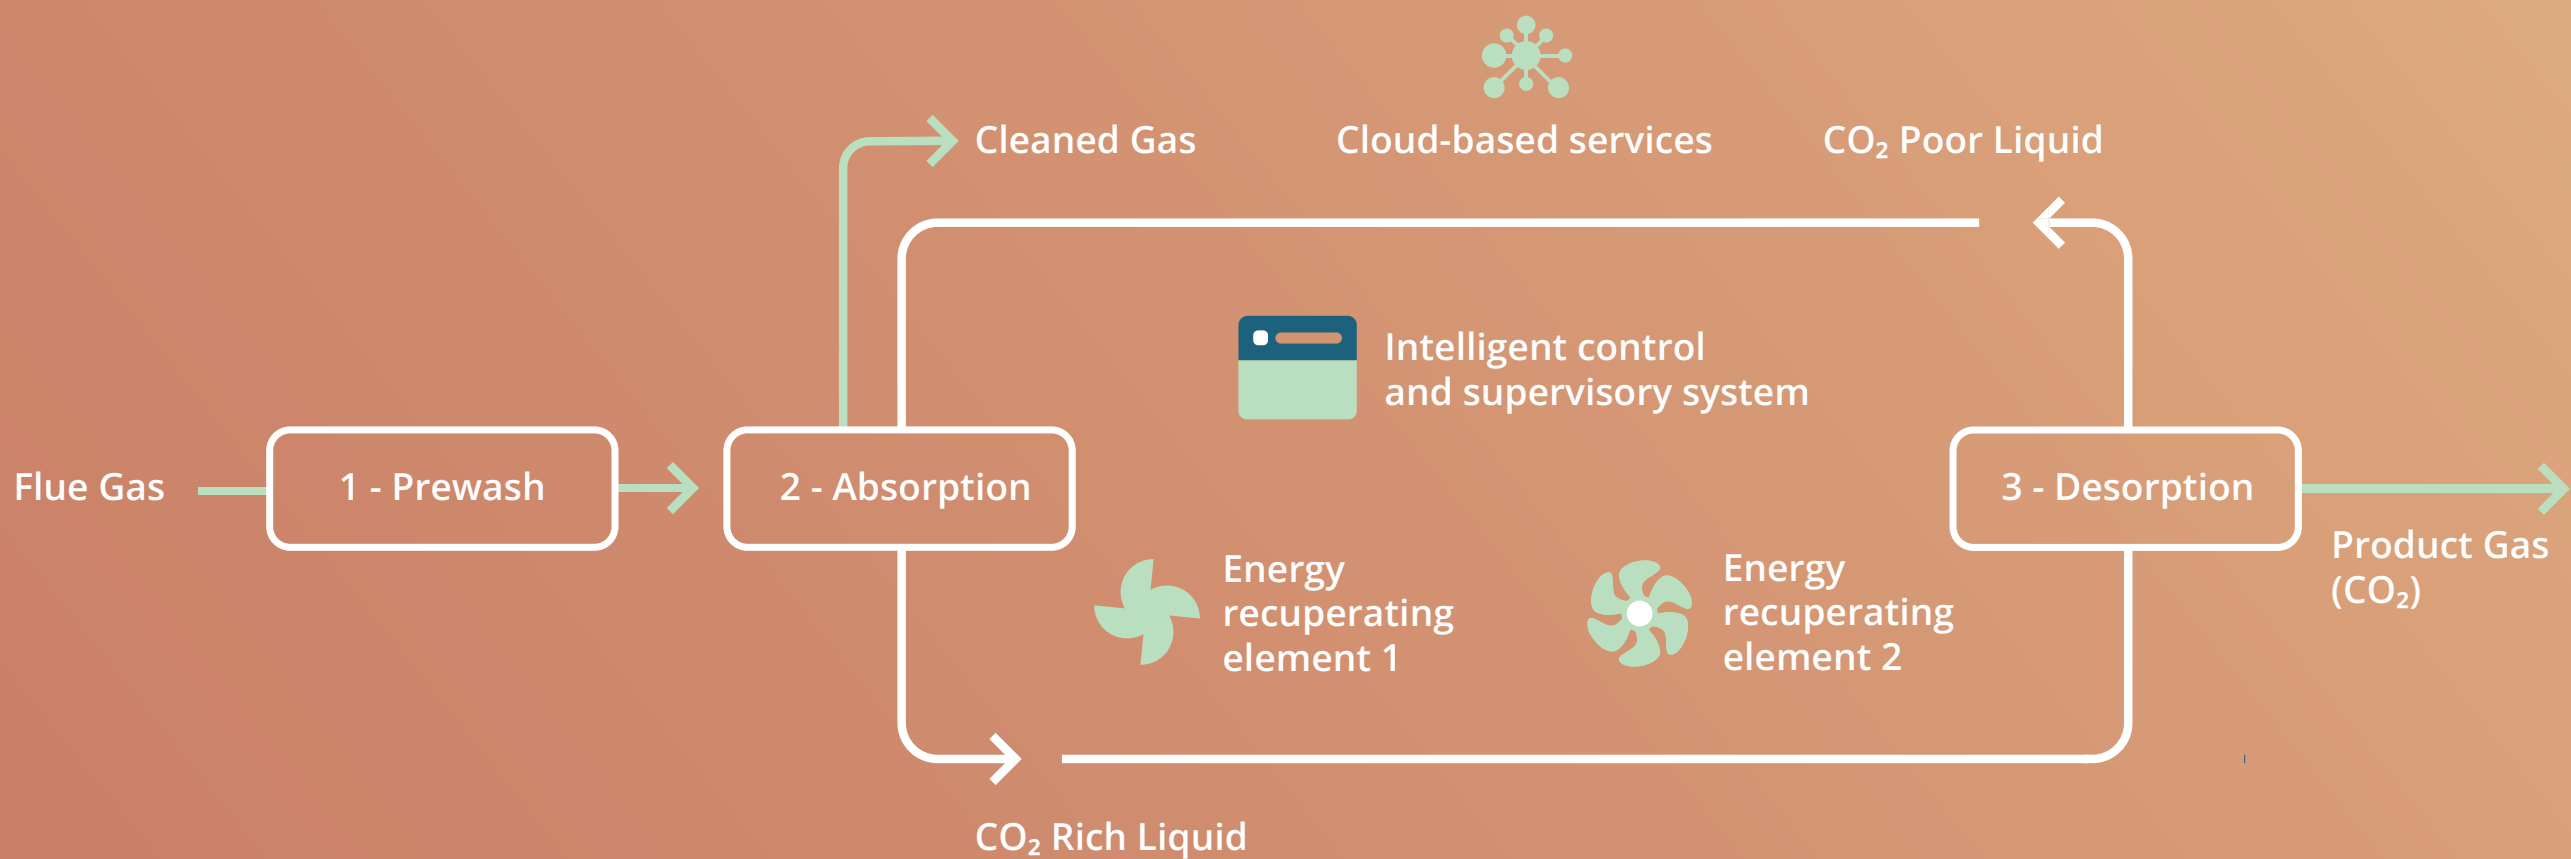 Cleaned Gas
Cloud-based services
CO₂ Poor Liquid
Intelligent control
and supervisory system
Flue Gas
1 - Prewash
2 - Absorption
3 - Desorption
Product Gas
(CO₂)
Energy
recuperating
element 1
Energy
recuperating
element 2
CO₂ Rich Liquid